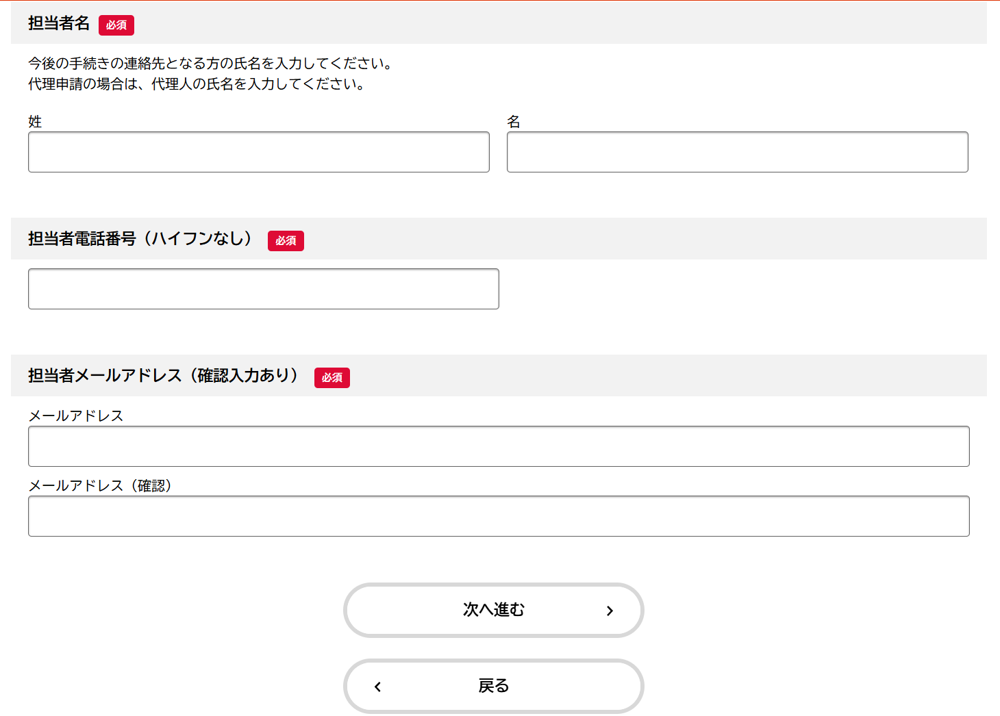 担当者名 必須
今後の手続きの連絡先となる方の氏名を入力してください。
代理申請の場合は、代理人の氏名を入力してください。
姓
名
担当者電話番号（ハイフンなし） 必須
担当者メールアドレス（確認入力あり） 必須
メールアドレス
メールアドレス（確認）
次へ進む
戻る